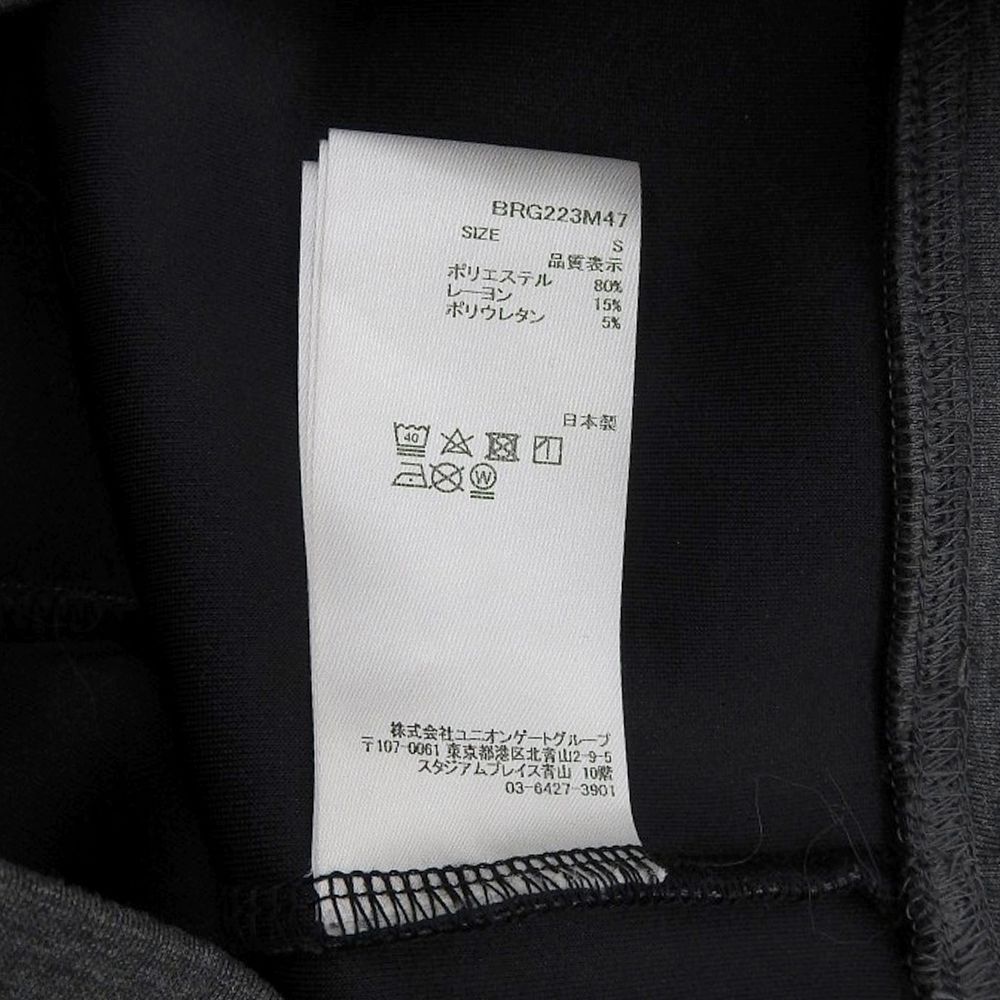 BRG223M47
SIZE S
品質表示
ポリエステル 80%
レーヨン 15%
ポリウレタン 5%
日本製
40
W
株式会社ユニオンゲートグループ
〒107-0061 東京都港区北青山2-9-5
スタジアムプレイス青山 10階
03-6427-3901